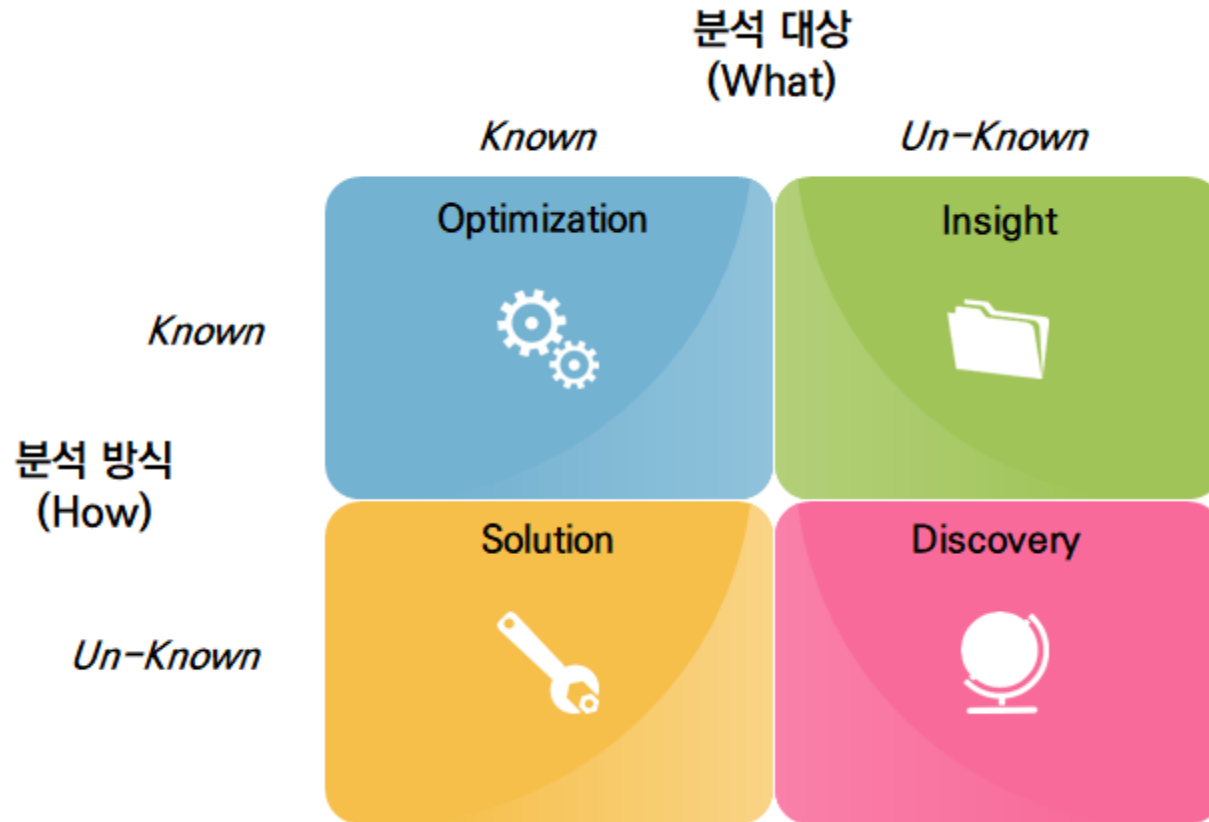 분석 대상
(What)
Known
Un-Known
Optimization
Insight
Known
분석 방식
(How)
Solution
Discovery
Un-Known